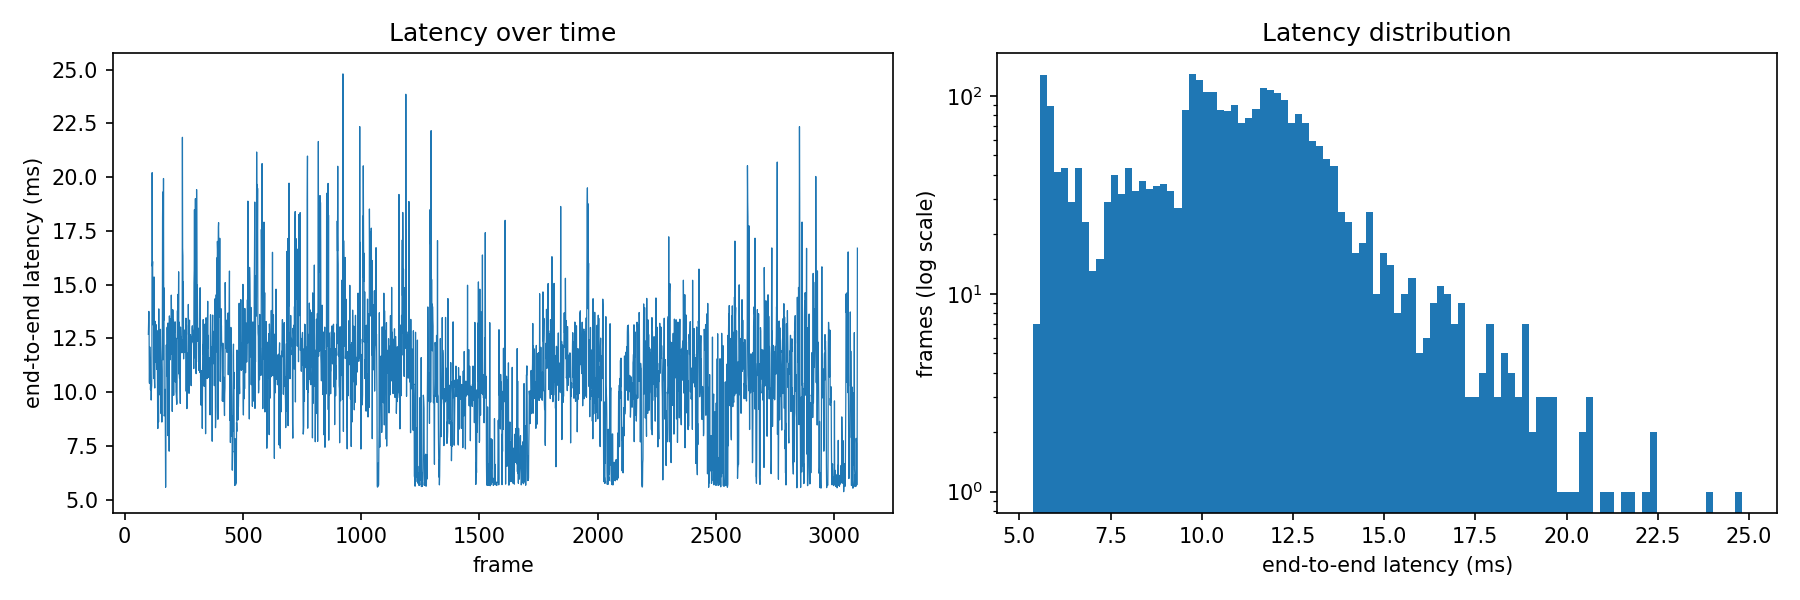 Latency over time
25.0
22.5
20.0
17.5
15.0
12.5
10.0
7.5
5.0
end-to-end latency (ms)
0 500 1000 1500 2000 2500 3000
frame
Latency distribution
10²
10¹
10⁰
frames (log scale)
5.0 7.5 10.0 12.5 15.0 17.5 20.0 22.5 25.0
end-to-end latency (ms)